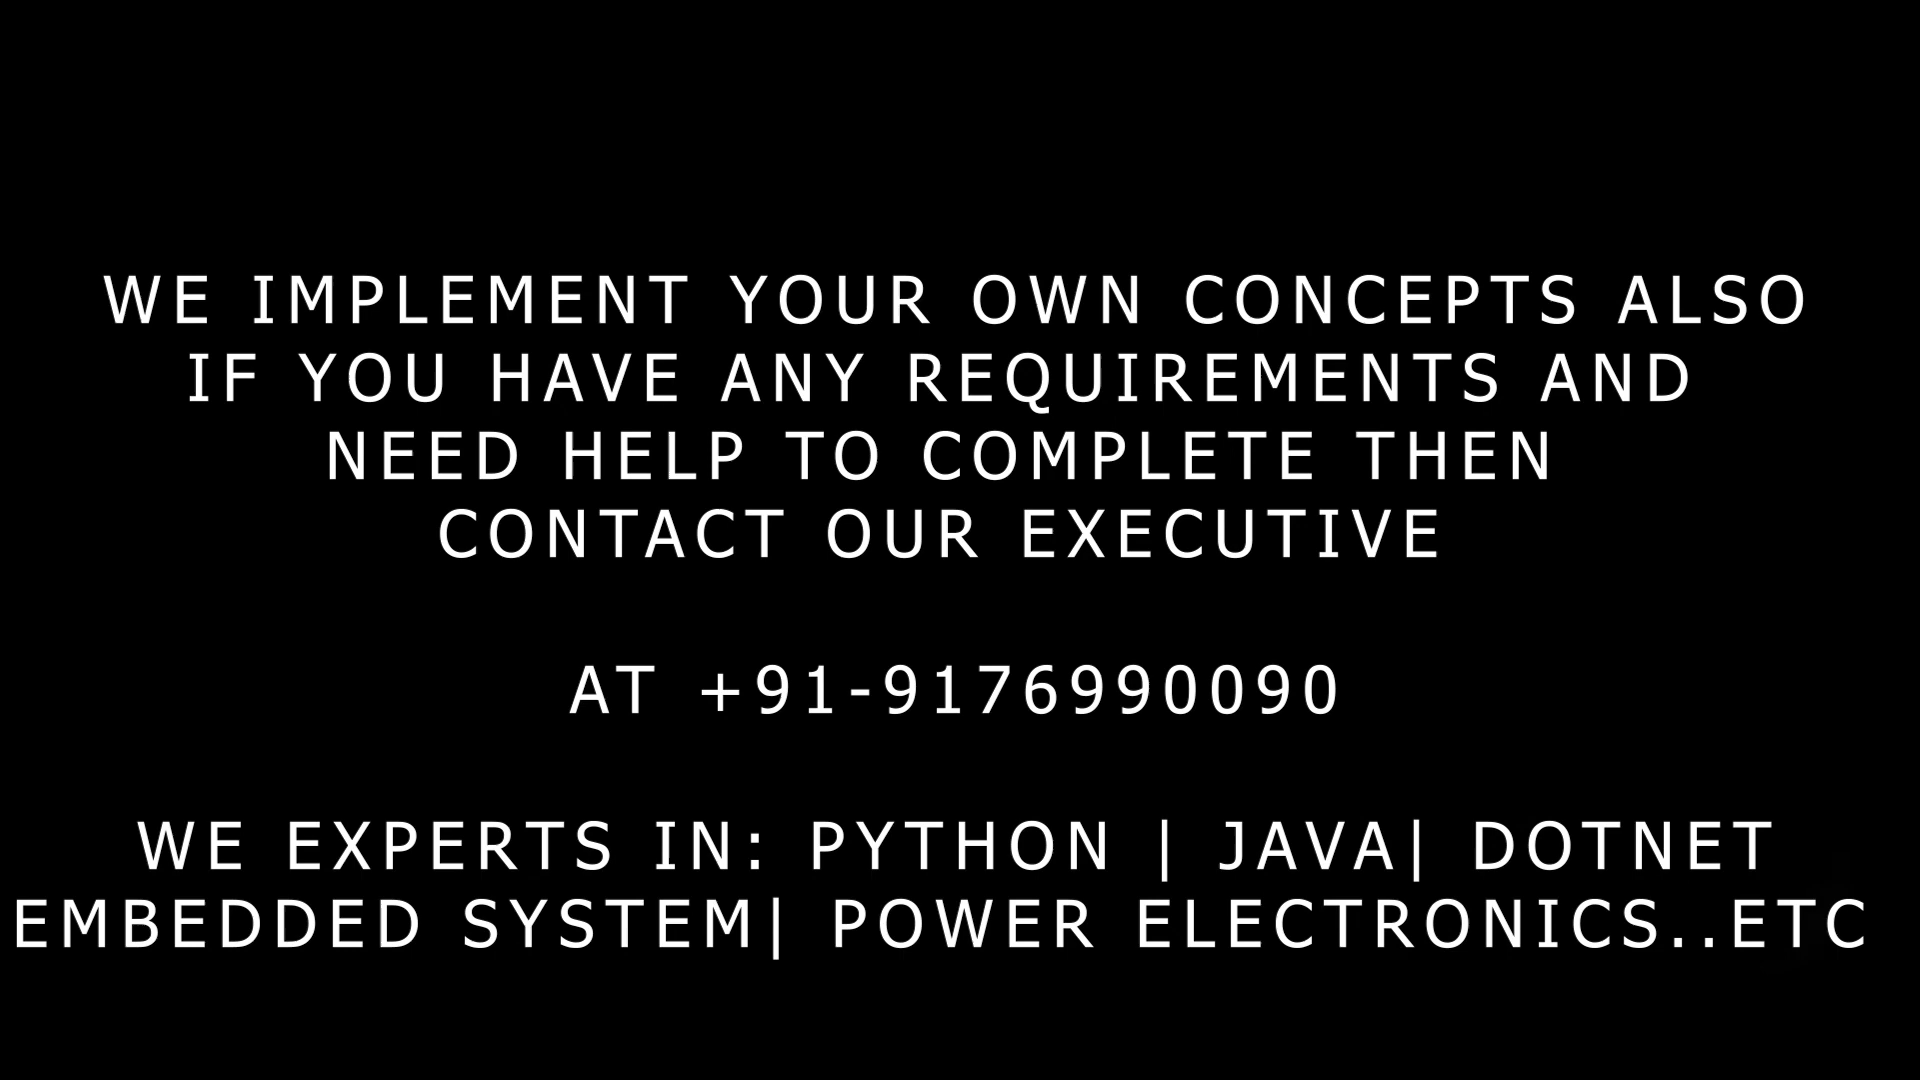 WE IMPLEMENT YOUR OWN CONCEPTS ALSO
IF YOU HAVE ANY REQUIREMENTS AND
NEED HELP TO COMPLETE THEN
CONTACT OUR EXECUTIVE
AT +91-9176990090
WE EXPERTS IN: PYTHON | JAVA| DOTNET
EMBEDDED SYSTEM| POWER ELECTRONICS..ETC